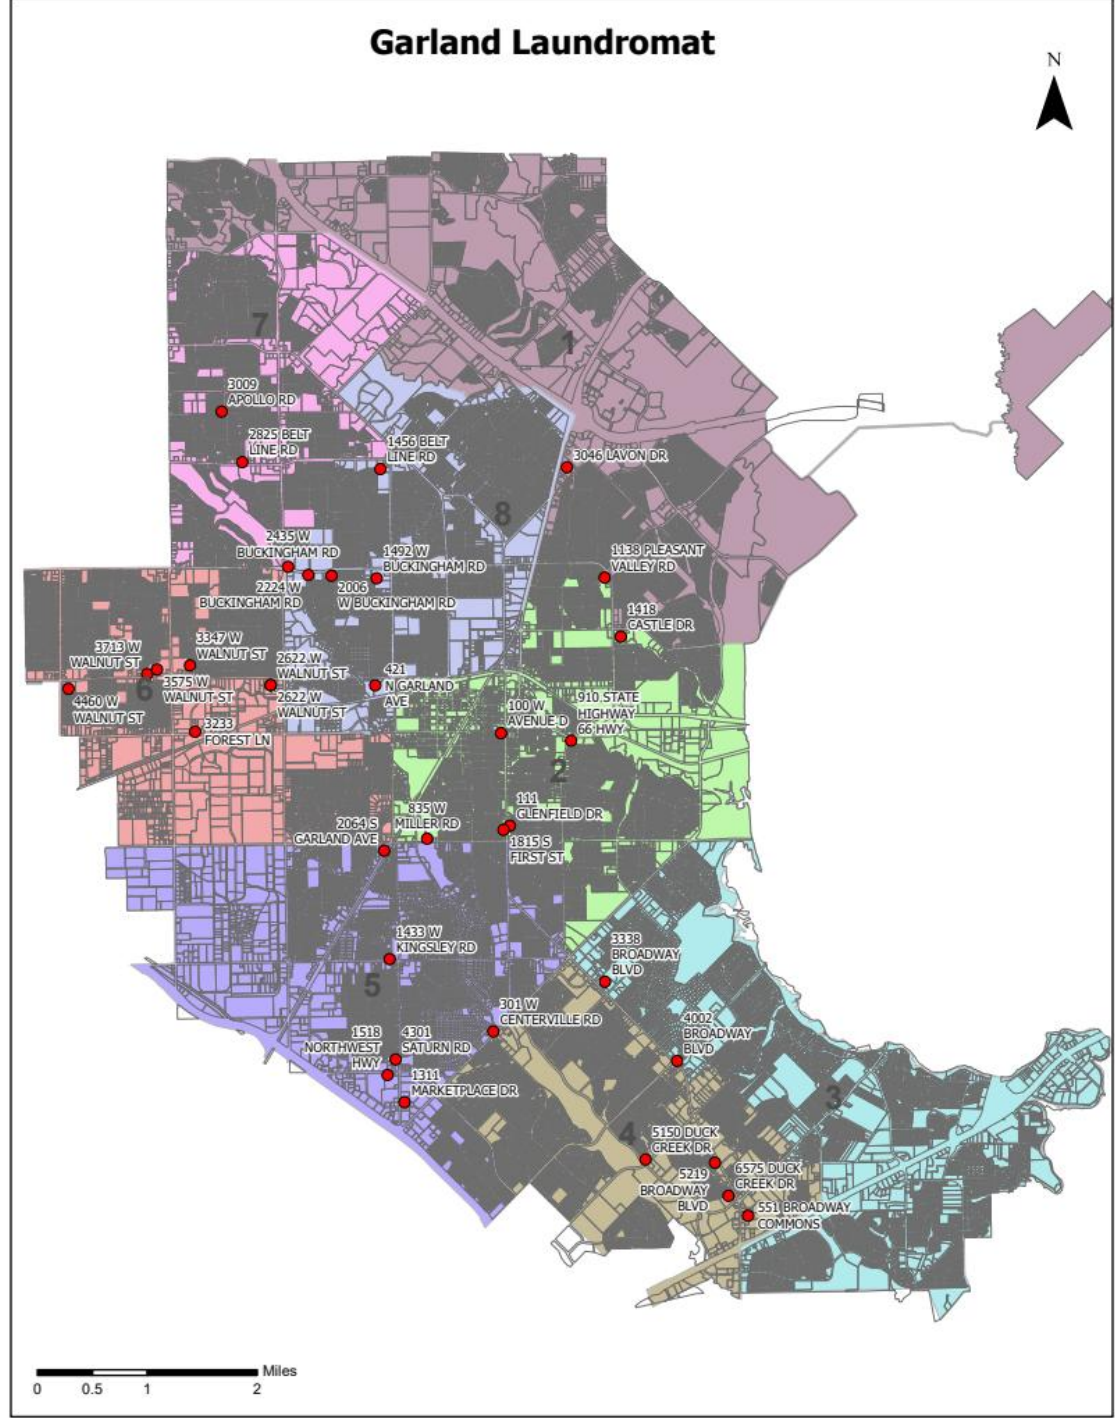 Garland Laundromat
N
7
1
3009
APOLLO RD
2825 BELT
LINE RD
1456 BELT
LINE RD
3046 LAVON DR
8
2435 W
BUCKINGHAM RD
1492 W
BUCKINGHAM RD
1138 PLEASANT
VALLEY RD
2224 W
BUCKINGHAM RD
2006
W BUCKINGHAM RD
1418
CASTLE DR
3713 W
WALNUT ST
3347 W
WALNUT ST
2622 W
WALNUT ST
421
N GARLAND
AVE
6
3575 W
WALNUT ST
2622 W
WALNUT ST
4460 W
WALNUT ST
910 STATE
HIGHWAY
66 HWY
100 W
AVENUE D
3233
FOREST LN
2
111
GLENFIELD DR
835 W
MILLER RD
2064 S
GARLAND AVE
1815 S
FIRST ST
1433 W
KINGSLEY RD
3338
BROADWAY
BLVD
5
301 W
CENTERVILLE RD
1518
NORTHWEST
HWY
4301
SATURN RD
4002
BROADWAY
BLVD
1311
MARKETPLACE DR
3
4
5150 DUCK
CREEK DR
5219
BROADWAY
BLVD
6575 DUCK
CREEK DR
551 BROADWAY
COMMONS
Miles
0 0.5 1 2